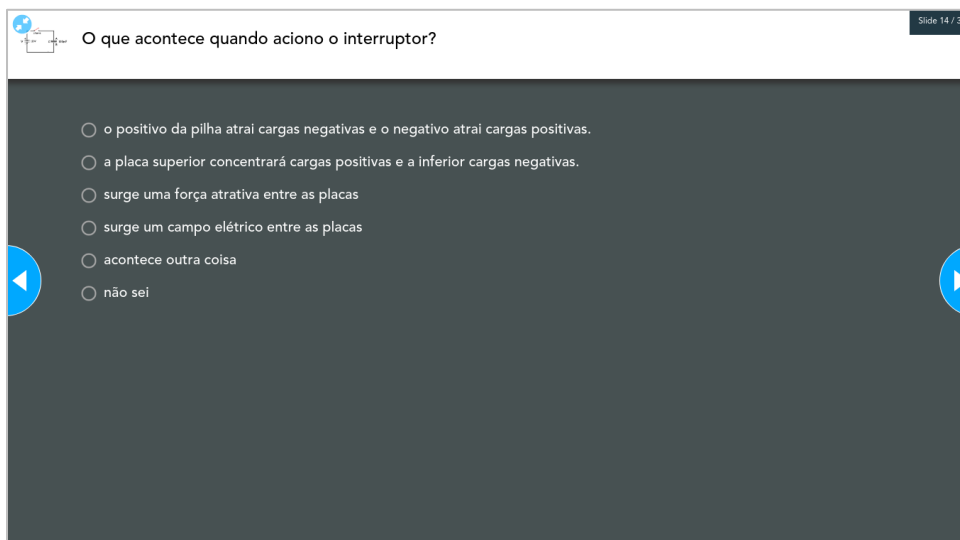 Slide 14 / 3
O que acontece quando aciono o interruptor?
o positivo da pilha atrai cargas negativas e o negativo atrai cargas positivas.
a placa superior concentrará cargas positivas e a inferior cargas negativas.
surge uma força atrativa entre as placas
surge um campo elétrico entre as placas
acontece outra coisa
não sei